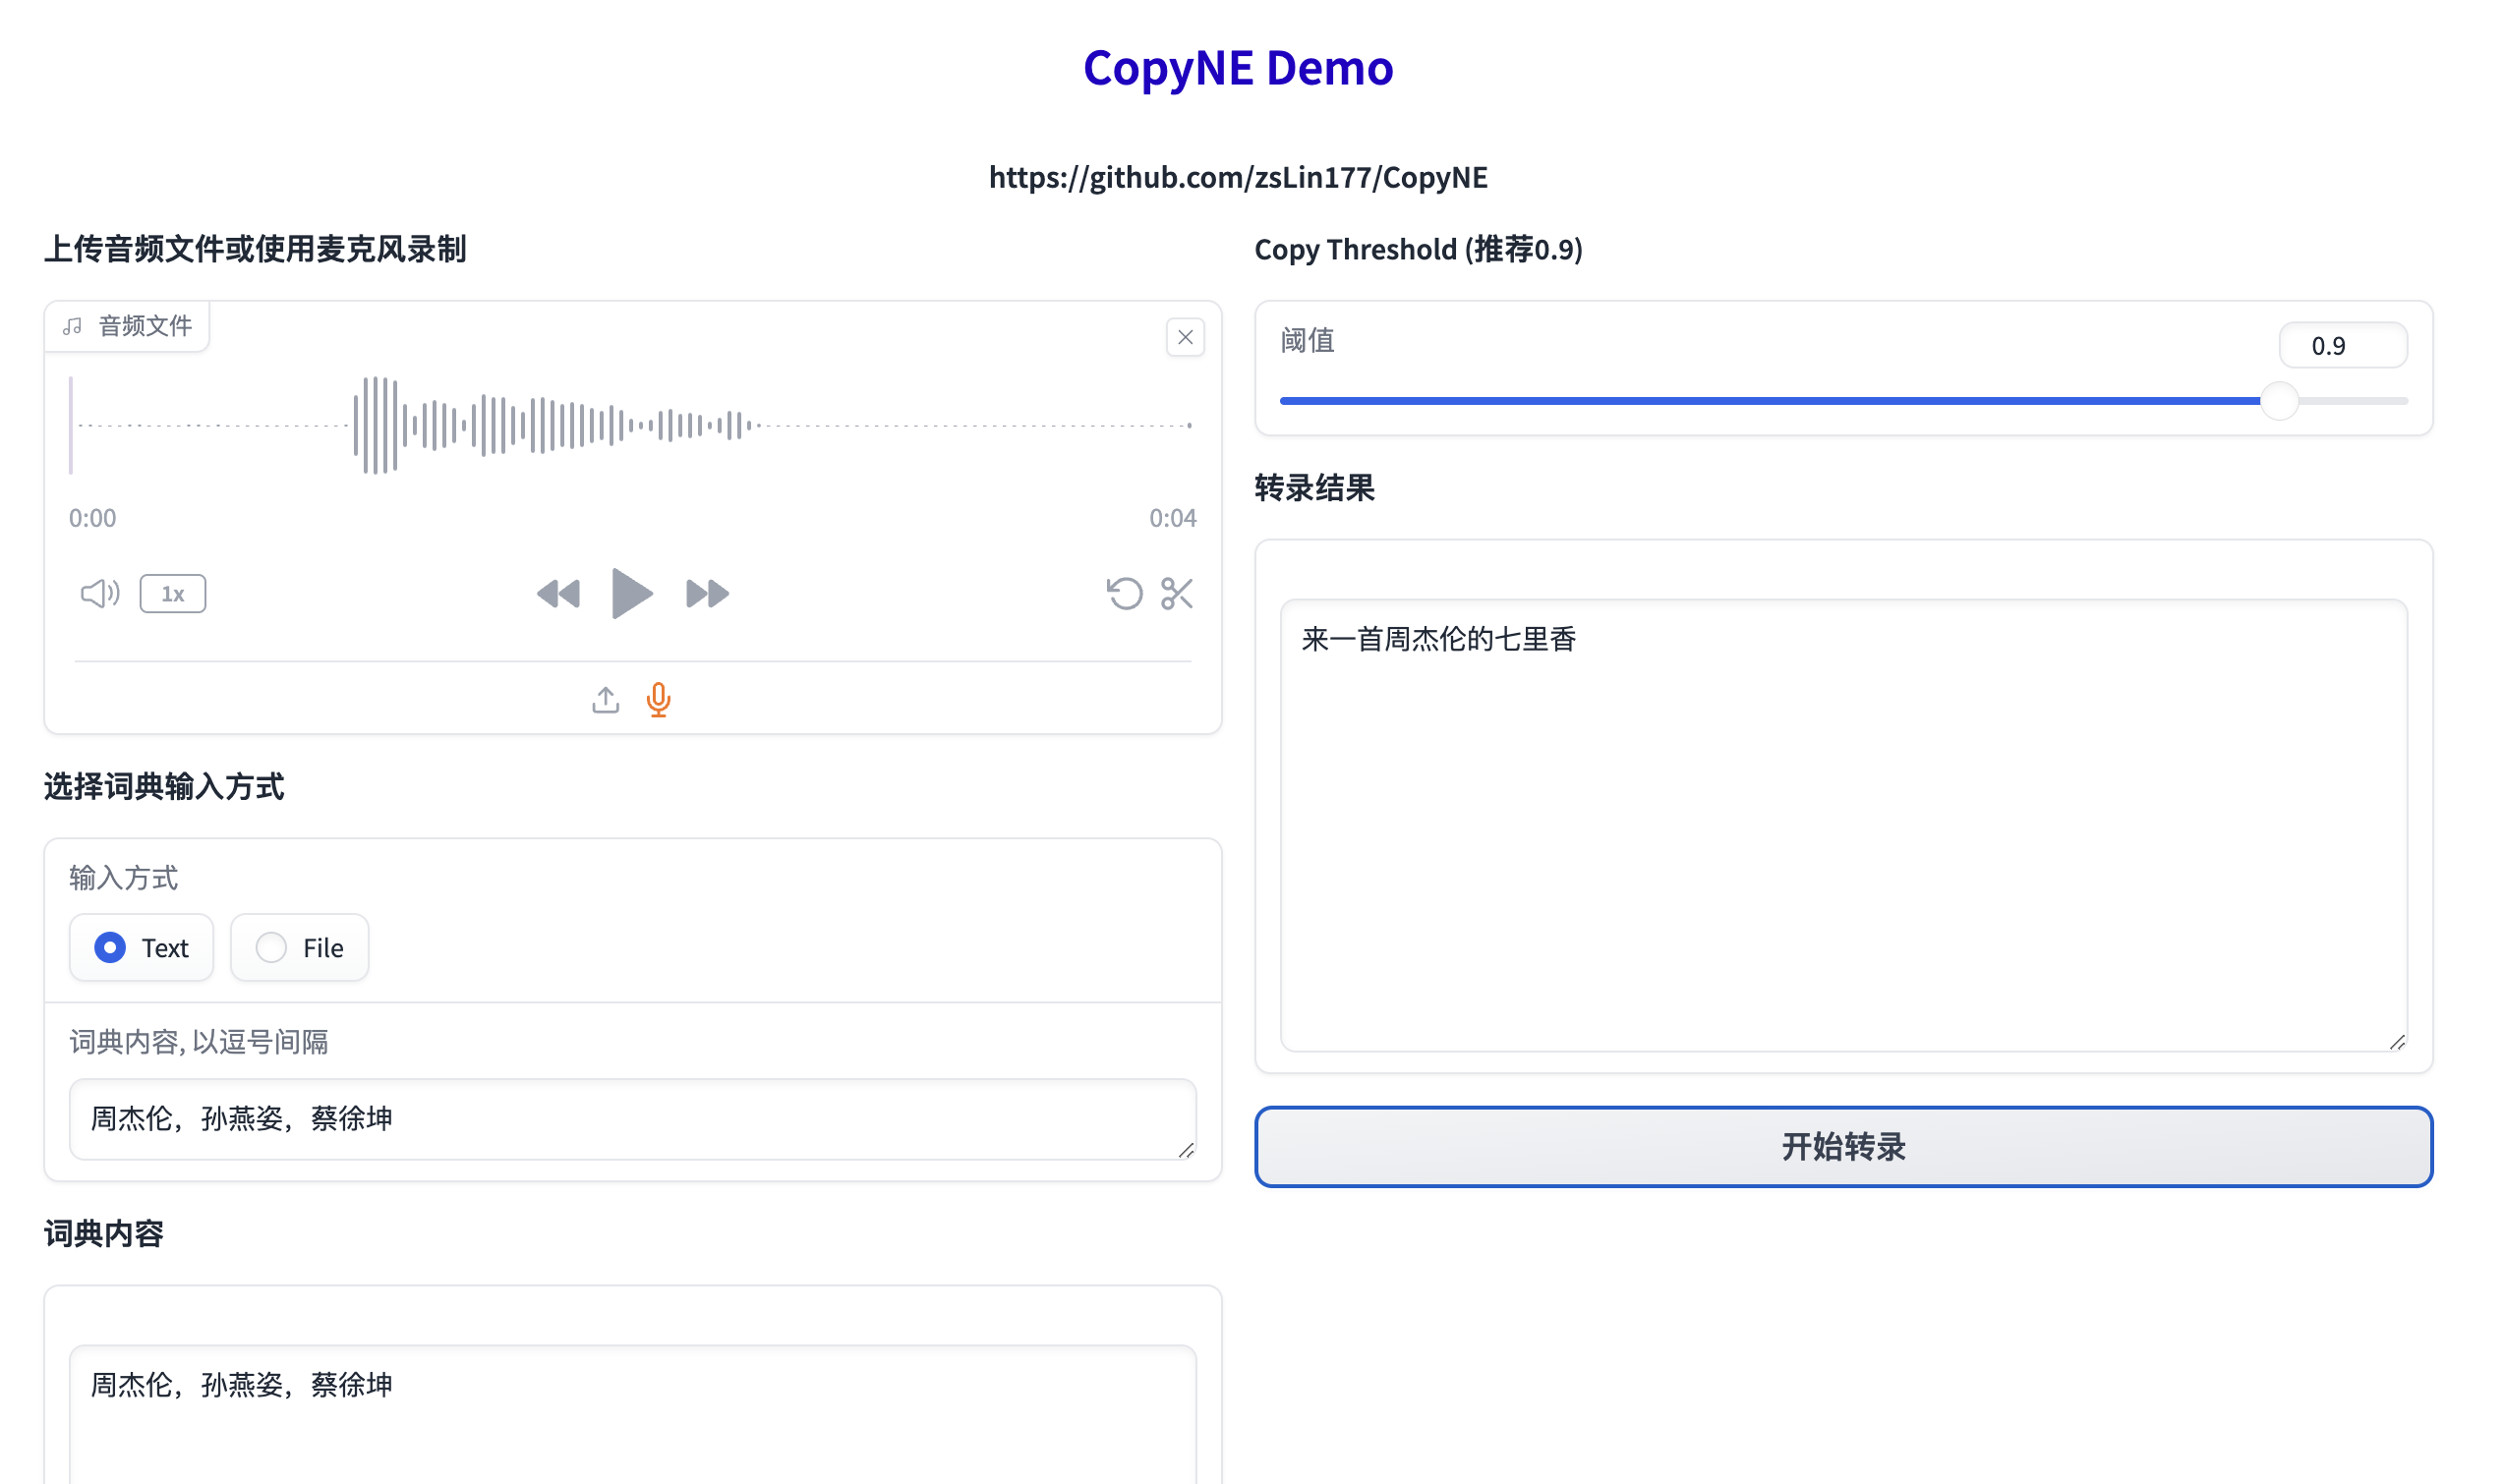 CopyNE Demo
https://github.com/zsLin177/CopyNE
上传音频文件或使用麦克风录制
音频文件
0:00
0:04
1x
选择词典输入方式
输入方式
Text
File
词典内容, 以逗号间隔
周杰伦，孙燕姿，蔡徐坤
词典内容
周杰伦，孙燕姿，蔡徐坤
Copy Threshold (推荐0.9)
阈值
0.9
转录结果
来一首周杰伦的七里香
开始转录